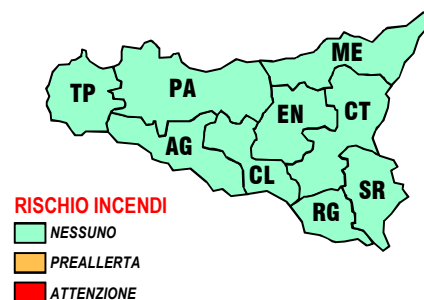 ME
TP
PA
EN
CT
AG
CL
SR
RG
RISCHIO INCENDI
NESSUNO
PREALLERTA
ATTENZIONE